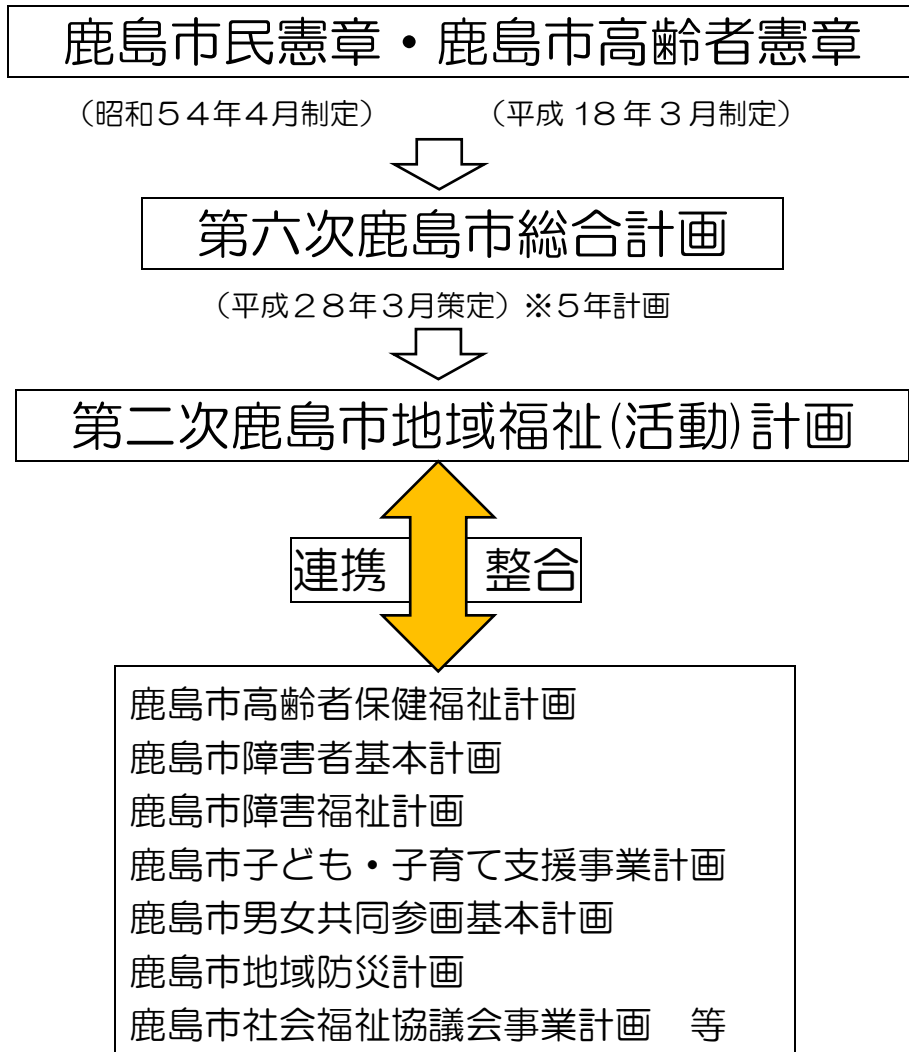 鹿島市民憲章・鹿島市高齢者憲章
（昭和５４年４月制定）　（平成 18 年３月制定）
第六次鹿島市総合計画
（平成２８年３月策定）※５年計画
第二次鹿島市地域福祉(活動)計画
連携　整合
鹿島市高齢者保健福祉計画
鹿島市障害者基本計画
鹿島市障害福祉計画
鹿島市子ども・子育て支援事業計画
鹿島市男女共同参画基本計画
鹿島市地域防災計画
鹿島市社会福祉協議会事業計画　等